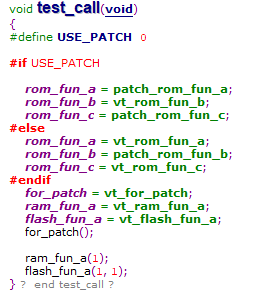 void test_call(void)
{
#define USE_PATCH 0
#if USE_PATCH
rom_fun_a = patch_rom_fun_a;
rom_fun_b = vt_rom_fun_b;
rom_fun_c = patch_rom_fun_c;
#else
rom_fun_a = vt_rom_fun_a;
rom_fun_b = patch_rom_fun_b;
rom_fun_c = vt_rom_fun_c;
#endif
for_patch = vt_for_patch;
ram_fun_a = vt_ram_fun_a;
flash_fun_a = vt_flash_fun_a;
for_patch();
ram_fun_a(1);
flash_fun_a(1, 1);
} ? end test_call ?